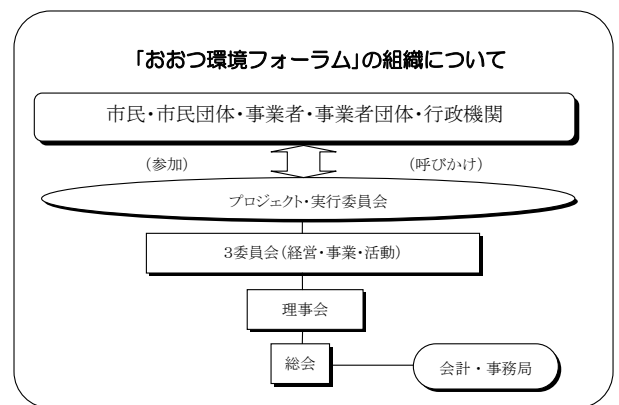 「おおつ環境フォーラム」の組織について
市民・市民団体・事業者・事業者団体・行政機関
(参加) (呼びかけ)
プロジェクト・実行委員会
3委員会(経営・事業・活動)
理事会
総会
会計・事務局